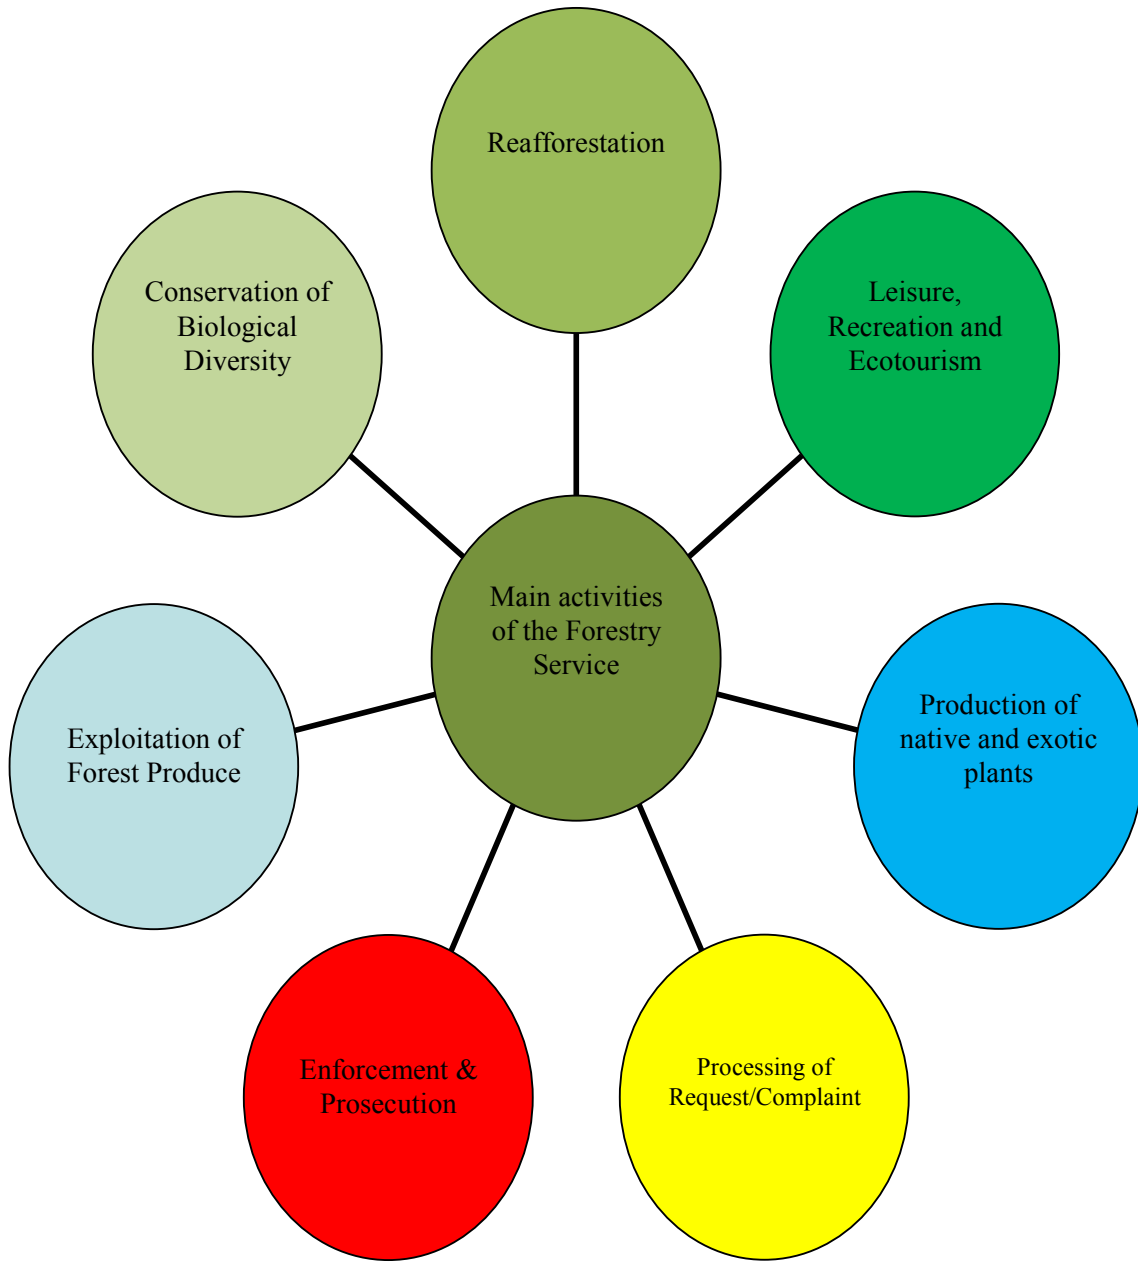 Reafforestation
Conservation of
Biological
Diversity
Leisure,
Recreation and
Ecotourism
Main activities
of the Forestry
Service
Exploitation of
Forest Produce
Production of
native and exotic
plants
Enforcement &
Prosecution
Processing of
Request/Complaint